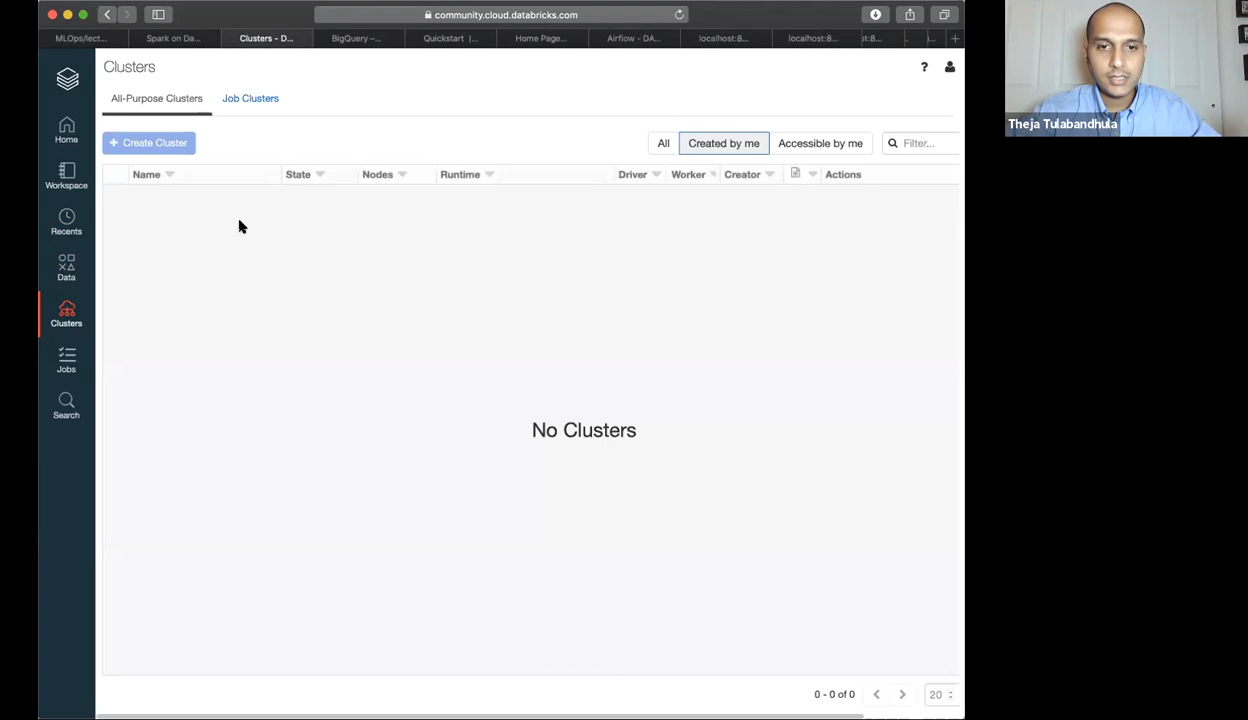 community.cloud.databricks.com
MLOps/lect... Spark on Da... Clusters - D... BigQuery –... Quickstart |... Home Page... Airflow - DA... localhost:8... localhost:8...
Clusters ?
Theja Tulabandhula
All-Purpose Clusters Job Clusters
Home
+ Create Cluster All Created by me Accessible by me Filter...
Name State Nodes Runtime Driver Worker Creator Actions
Workspace
Recents
Data
Clusters
Jobs
Search
No Clusters
0 - 0 of 0 20